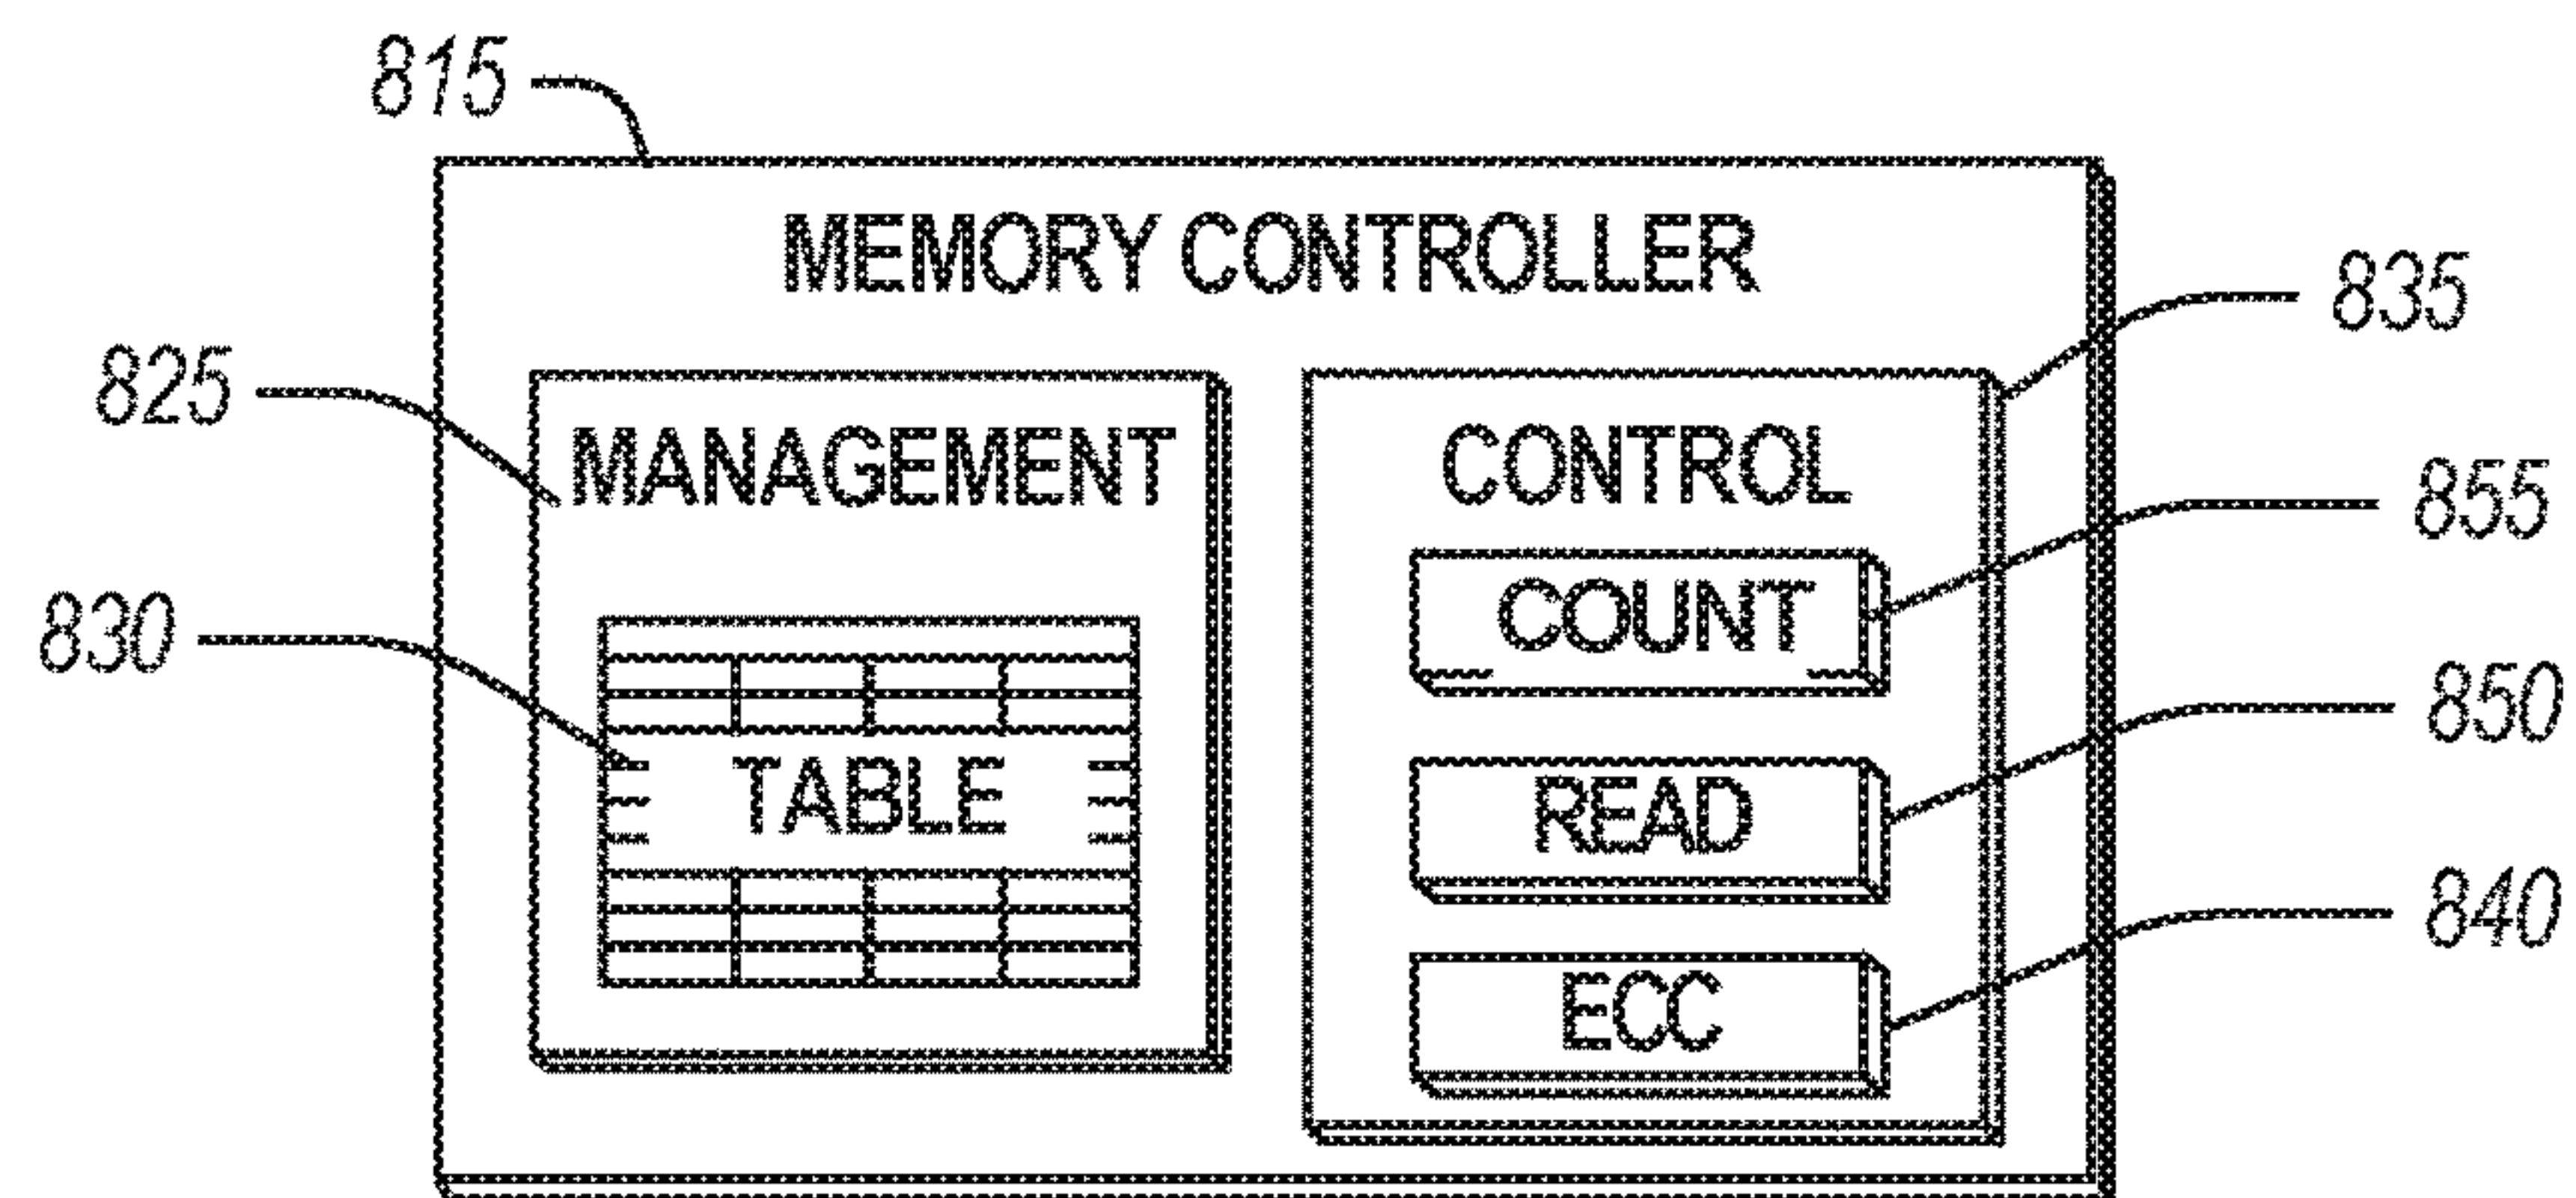 815
MEMORY CONTROLLER
835
825
MANAGEMENT
CONTROL
855
COUNT
830
850
TABLE
READ
840
ECC